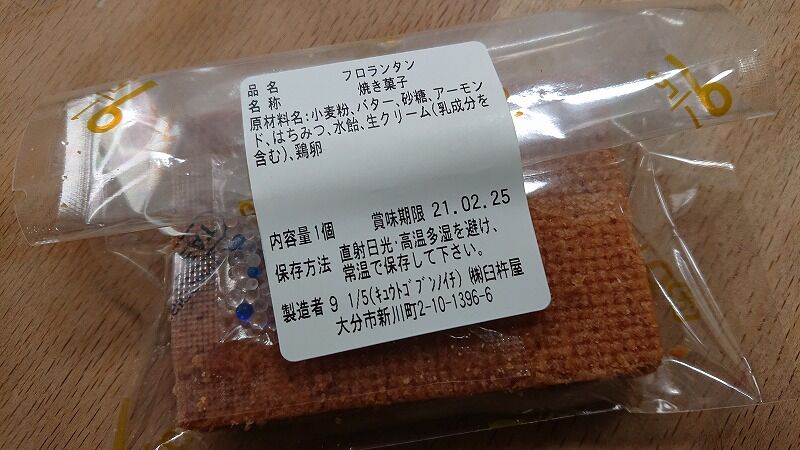 品名 フロランタン
名称 焼き菓子
原材料名:小麦粉、バター、砂糖、アーモン
ド、はちみつ、水飴、生クリーム(乳成分を
含む)、鶏卵
内容量1個 賞味期限 21.02.25
保存方法 直射日光・高温多湿を避け、
常温で保存して下さい。
製造者 9 1/5(ｷｭｳﾄｺﾞﾌﾞﾝﾉｲﾁ) ㈱臼杵屋
大分市新川町2-10-1396-6